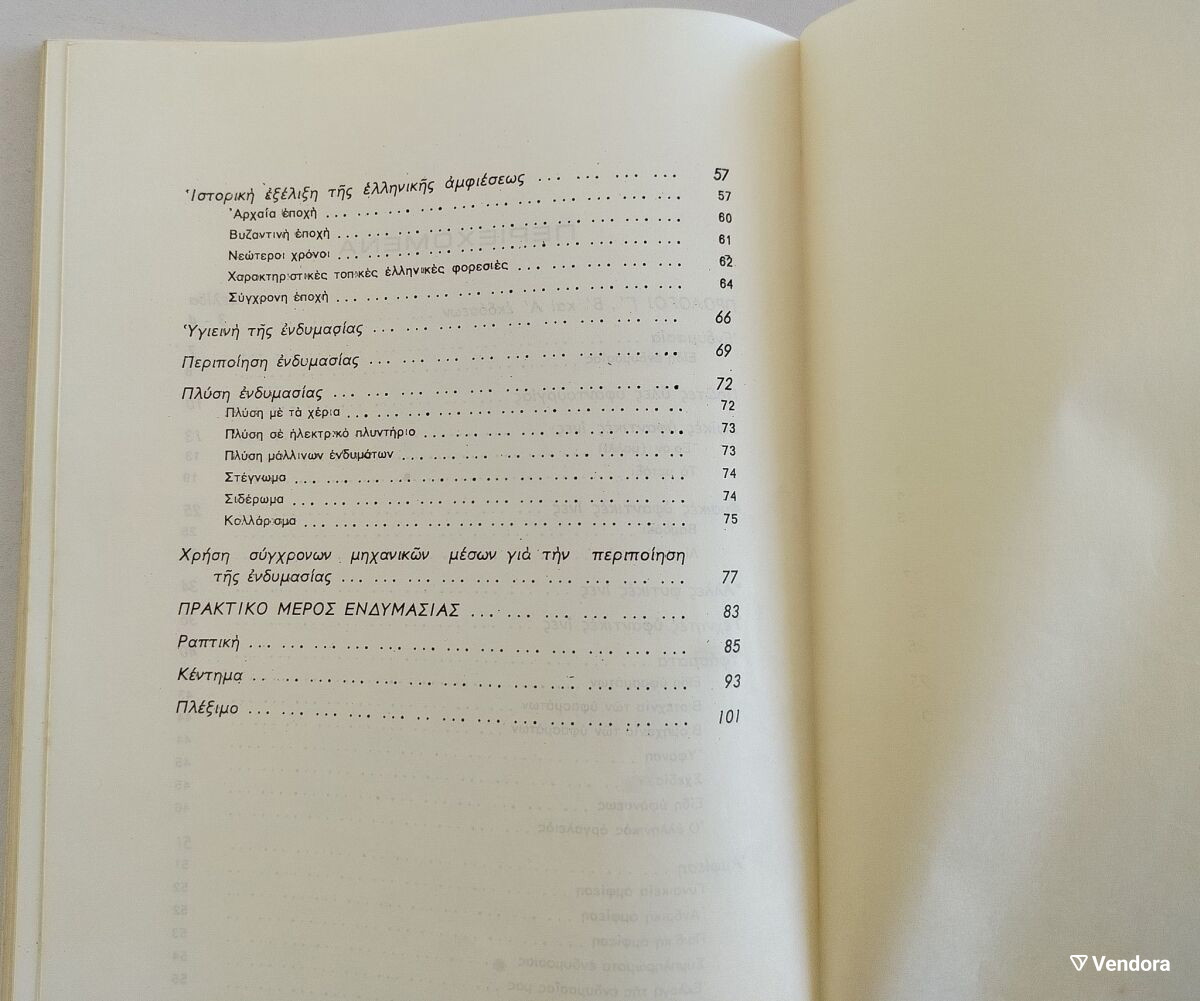 Ἱστορικὴ ἐξέλιξη τῆς ἑλληνικῆς ἀμφιέσεως ... ... ... ... 57
Ἀρχαία ἐποχὴ ... ... ... ... 57
Βυζαντινὴ ἐποχὴ ... ... ... ... 60
Νεώτεροι χρόνοι ... ... ... ... 61
Χαρακτηριστικὲς τοπικὲς ἑλληνικὲς φορεσιὲς ... ... ... ... 62
Σύγχρονη ἐποχὴ ... ... ... ... 64
Ὑγιεινὴ τῆς ἐνδυμασίας ... ... ... ... 66
Περιποίηση ἐνδυμασίας ... ... ... ... 69
Πλύση ἐνδυμασίας ... ... ... ... 72
Πλύση μὲ τὰ χέρια ... ... ... ... 72
Πλύση σὲ ἠλεκτρικὸ πλυντήριο ... ... ... ... 73
Πλύση μάλλινων ἐνδυμάτων ... ... ... ... 73
Στέγνωμα ... ... ... ... 74
Σιδέρωμα ... ... ... ... 74
Κολλάρισμα ... ... ... ... 75
Χρήση σύγχρονων μηχανικῶν μέσων γιὰ τὴν περιποίηση
τῆς ἐνδυμασίας ... ... ... ... 77
ΠΡΑΚΤΙΚΟ ΜΕΡΟΣ ΕΝΔΥΜΑΣΙΑΣ ... ... ... ... 83
Ραπτικὴ ... ... ... ... 85
Κέντημα ... ... ... ... 93
Πλέξιμο ... ... ... ... 101
Vendora